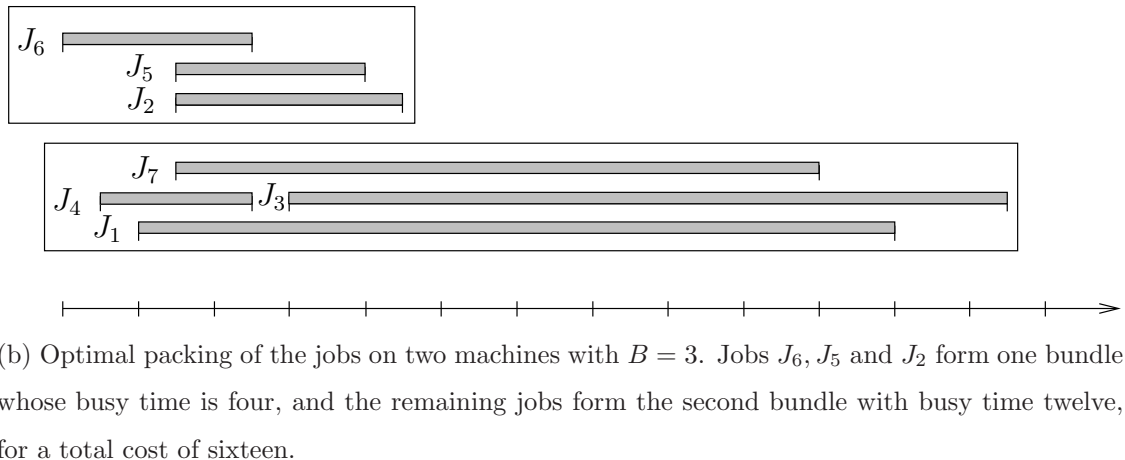 J6
J5
J2
J7
J4 J3
J1
(b) Optimal packing of the jobs on two machines with B = 3. Jobs J6, J5 and J2 form one bundle
whose busy time is four, and the remaining jobs form the second bundle with busy time twelve,
for a total cost of sixteen.